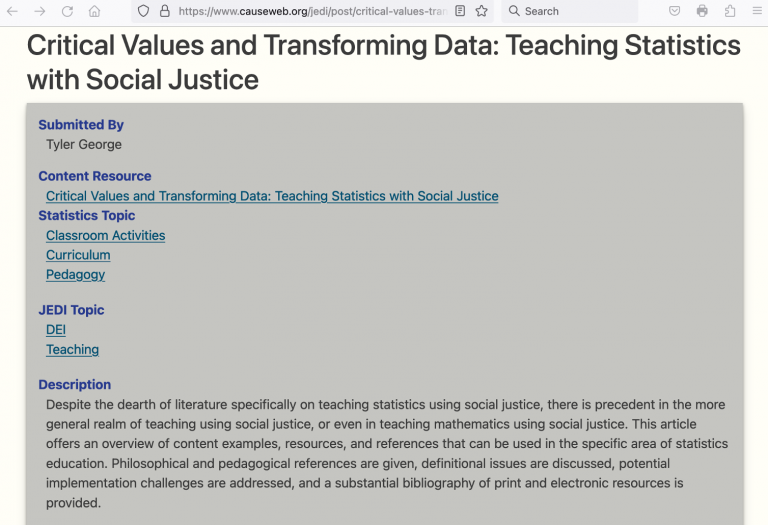 https://www.causeweb.org/jedi/post/critical-values-tran
Search
Critical Values and Transforming Data: Teaching Statistics
with Social Justice
Submitted By
Tyler George
Content Resource
Critical Values and Transforming Data: Teaching Statistics with Social Justice
Statistics Topic
Classroom Activities
Curriculum
Pedagogy
JEDI Topic
DEI
Teaching
Description
Despite the dearth of literature specifically on teaching statistics using social justice, there is precedent in the more
general realm of teaching using social justice, or even in teaching mathematics using social justice. This article
offers an overview of content examples, resources, and references that can be used in the specific area of statistics
education. Philosophical and pedagogical references are given, definitional issues are discussed, potential
implementation challenges are addressed, and a substantial bibliography of print and electronic resources is
provided.